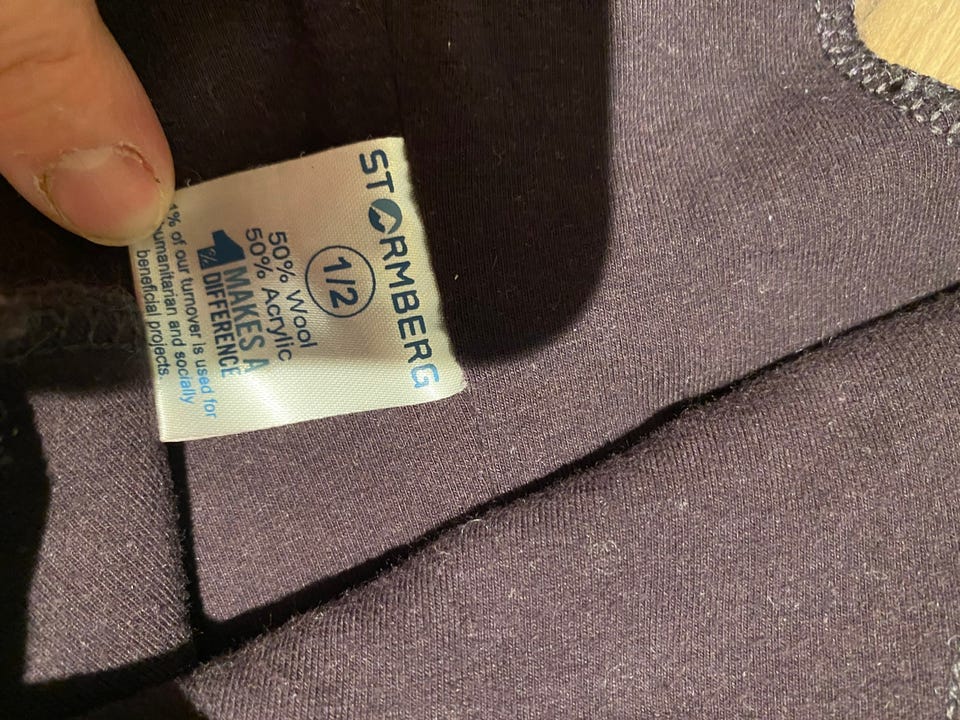 STORMBERG
1/2
50% Wool
50% Acrylic
1%
MAKES A
DIFFERENCE
1% of our turnover is used for
humanitarian and socially
beneficial projects.